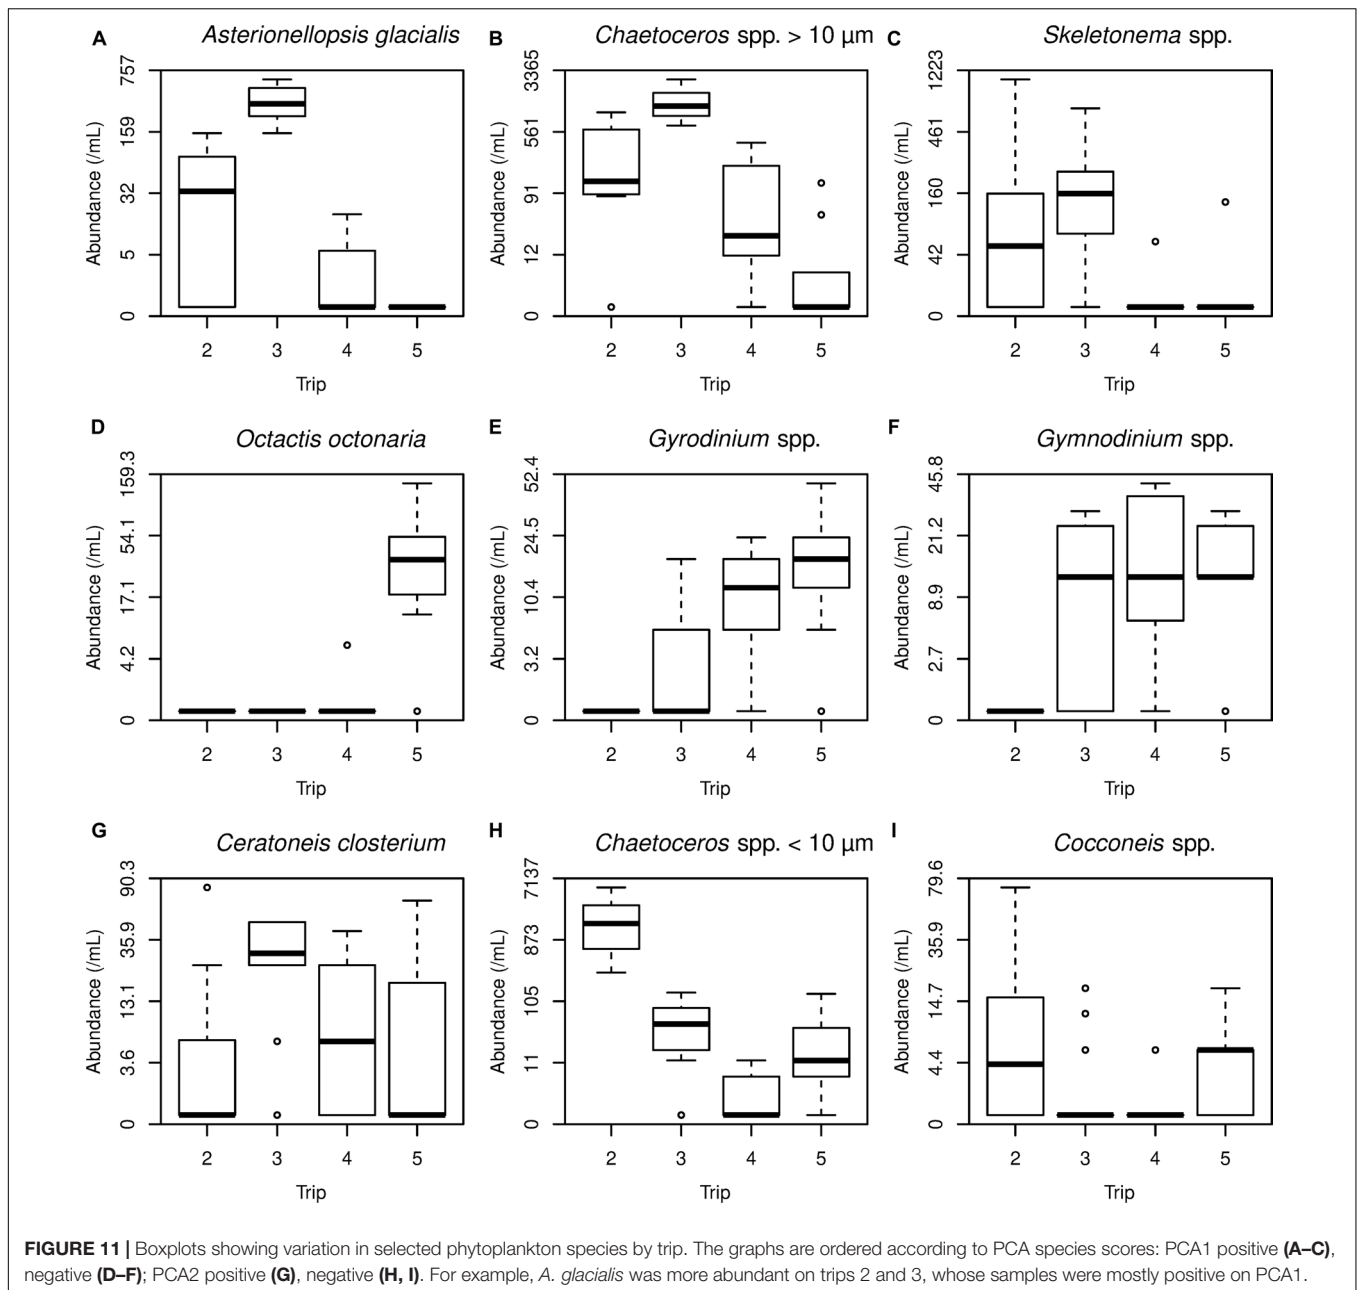 A Asterionellopsis glacialis
757
159
32
5
0
Abundance (/mL)
2 3 4 5
Trip
B Chaetoceros spp. > 10 µm
3365
561
91
12
0
Abundance (/mL)
2 3 4 5
Trip
C Skeletonema spp.
1223
461
160
42
0
Abundance (/mL)
2 3 4 5
Trip
D Octactis octonaria
159.3
54.1
17.1
4.2
0
Abundance (/mL)
2 3 4 5
Trip
E Gyrodinium spp.
52.4
24.5
10.4
3.2
0
Abundance (/mL)
2 3 4 5
Trip
F Gymnodinium spp.
45.8
21.2
8.9
2.7
0
Abundance (/mL)
2 3 4 5
Trip
G Ceratoneis closterium
90.3
35.9
13.1
3.6
0
Abundance (/mL)
2 3 4 5
Trip
H Chaetoceros spp. < 10 µm
7137
873
105
11
0
Abundance (/mL)
2 3 4 5
Trip
I Cocconeis spp.
79.6
35.9
14.7
4.4
0
Abundance (/mL)
2 3 4 5
Trip
FIGURE 11 | Boxplots showing variation in selected phytoplankton species by trip. The graphs are ordered according to PCA species scores: PCA1 positive (A–C),
negative (D–F); PCA2 positive (G), negative (H, I). For example, A. glacialis was more abundant on trips 2 and 3, whose samples were mostly positive on PCA1.